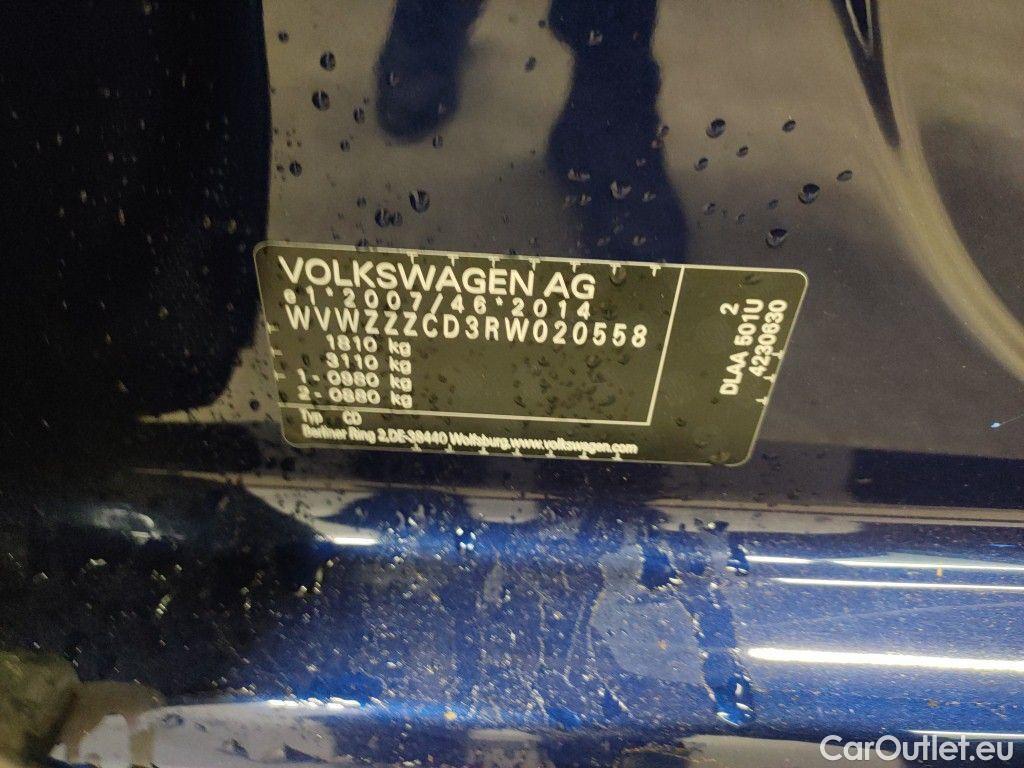 VOLKSWAGEN AG
e1*2007/46*2014
WVWZZZCD3RW020558
1810 kg
3110 kg
1 - 0980 kg
2 - 0880 kg
Typ CD
Berliner Ring 2,DE-38440 Wolfsburg,www.volkswagen.com
2
DLAA 501U
4230630
CarOutlet.eu